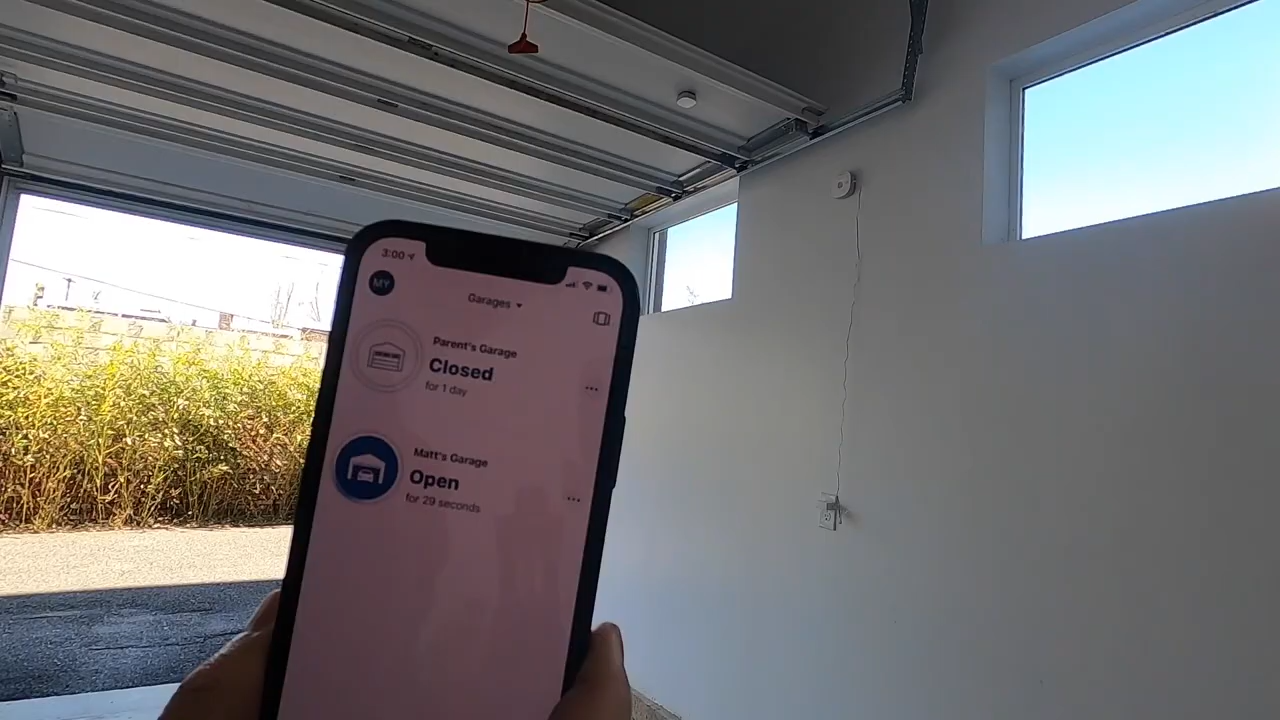 3:00
MY
Garages
Parent's Garage
Closed
for 1 day
Matt's Garage
Open
for 29 seconds